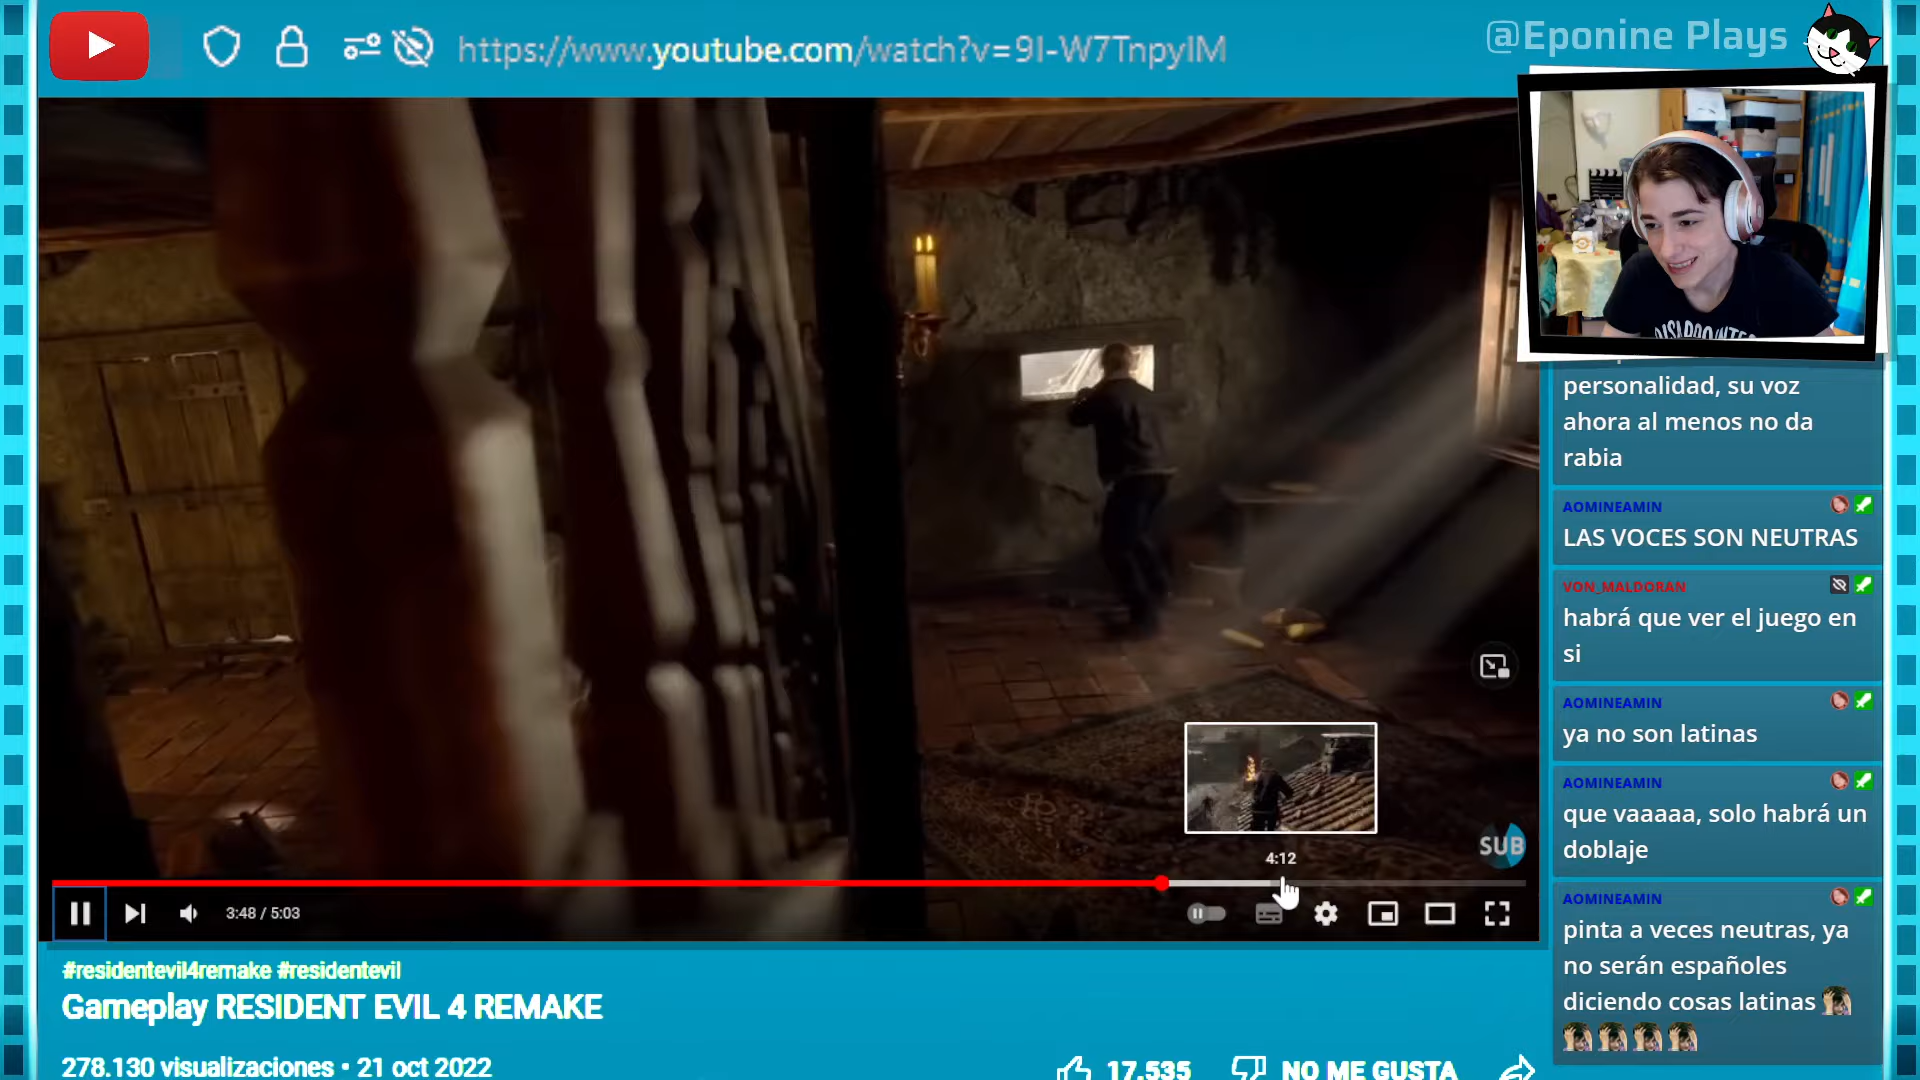 https://www.youtube.com/watch?v=9I-W7TnpyIM
@Eponine Plays
personalidad, su voz
ahora al menos no da
rabia
AOMINEAMIN
LAS VOCES SON NEUTRAS
VON_MALDORAN
habrá que ver el juego en
si
AOMINEAMIN
ya no son latinas
AOMINEAMIN
que vaaaaa, solo habrá un
doblaje
AOMINEAMIN
pinta a veces neutras, ya
no serán españoles
diciendo cosas latinas
SUB
4:12
3:48 / 5:03
#residentevil4remake #residentevil
Gameplay RESIDENT EVIL 4 REMAKE
278.130 visualizaciones • 21 oct 2022
17.535
NO ME GUSTA